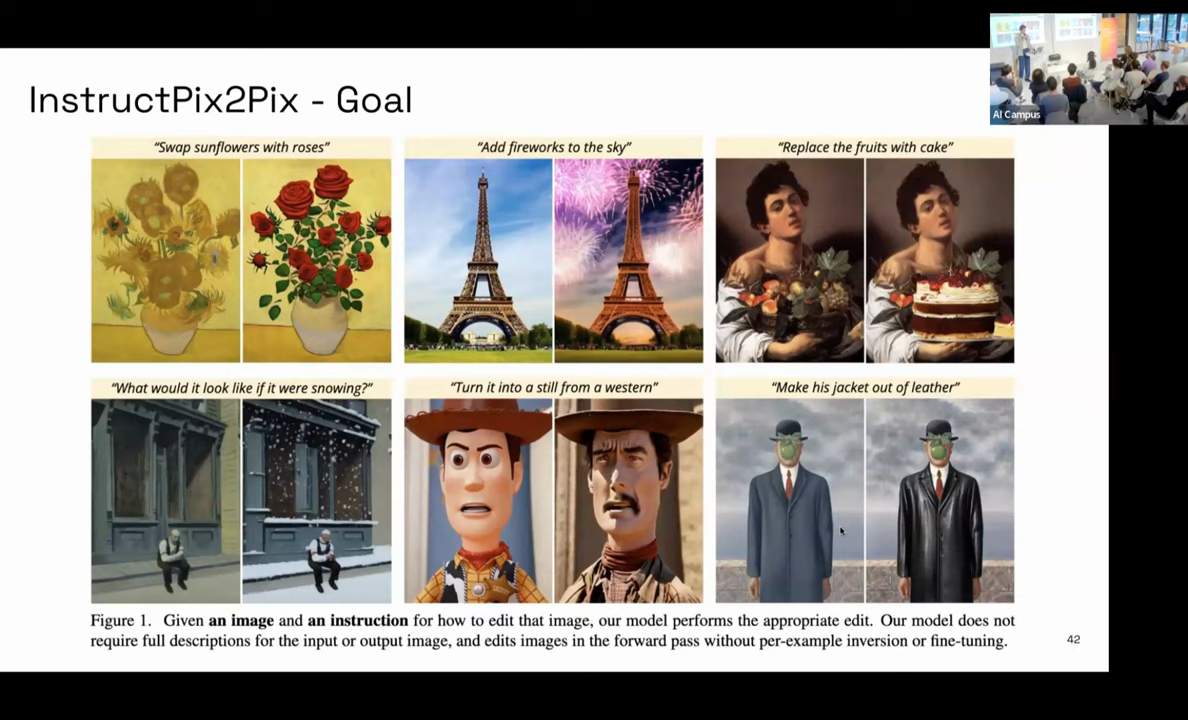 InstructPix2Pix - Goal
AI Campus
“Swap sunflowers with roses”
“Add fireworks to the sky”
“Replace the fruits with cake”
“What would it look like if it were snowing?”
“Turn it into a still from a western”
“Make his jacket out of leather”
Figure 1. Given an image and an instruction for how to edit that image, our model performs the appropriate edit. Our model does not
require full descriptions for the input or output image, and edits images in the forward pass without per-example inversion or fine-tuning.
42